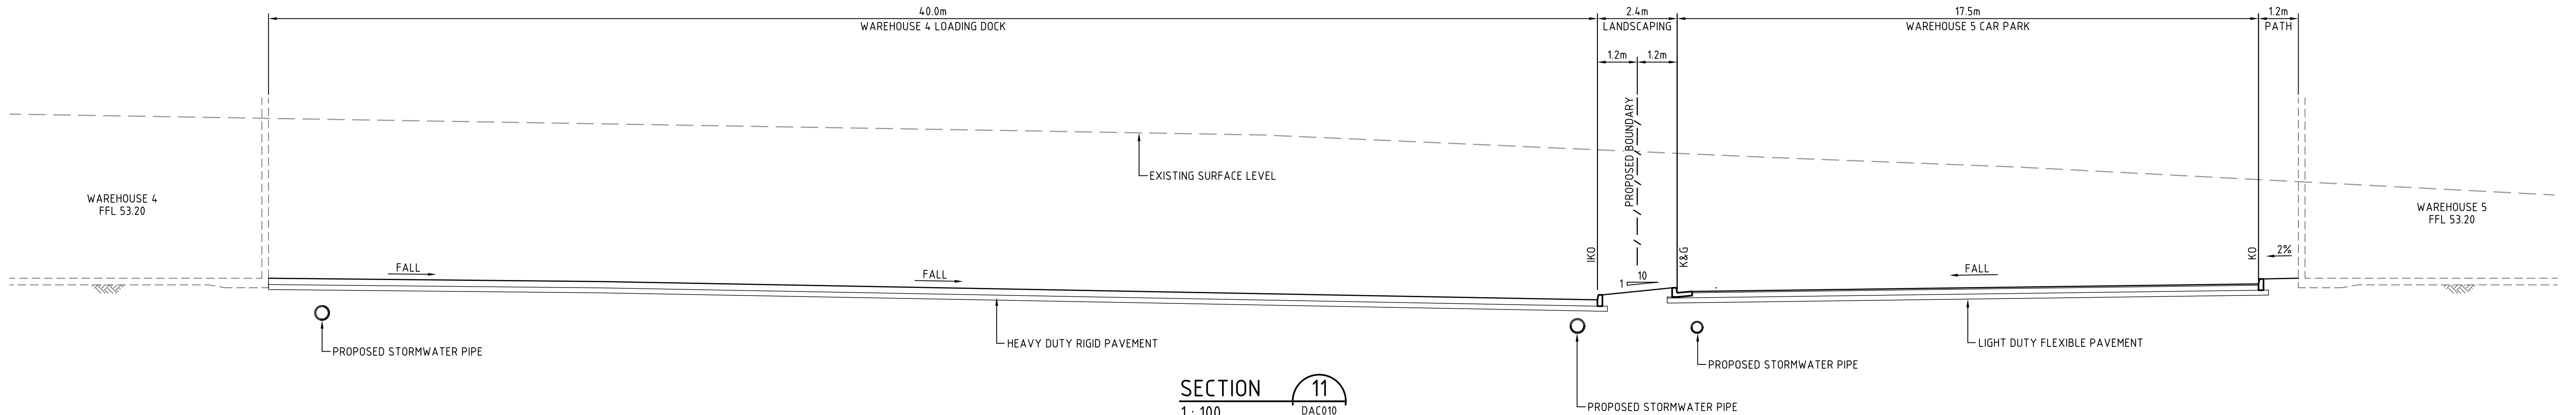 40.0m
WAREHOUSE 4 LOADING DOCK
2.4m
LANDSCAPING
17.5m
WAREHOUSE 5 CAR PARK
1.2m
PATH
1.2m
1.2m
PROPOSED BOUNDARY
EXISTING SURFACE LEVEL
WAREHOUSE 4
FFL 53.20
WAREHOUSE 5
FFL 53.20
IKO
K&G
KO
2%
FALL
FALL
10
1
FALL
PROPOSED STORMWATER PIPE
HEAVY DUTY RIGID PAVEMENT
LIGHT DUTY FLEXIBLE PAVEMENT
PROPOSED STORMWATER PIPE
PROPOSED STORMWATER PIPE
SECTION 11
1 : 100 DAC010